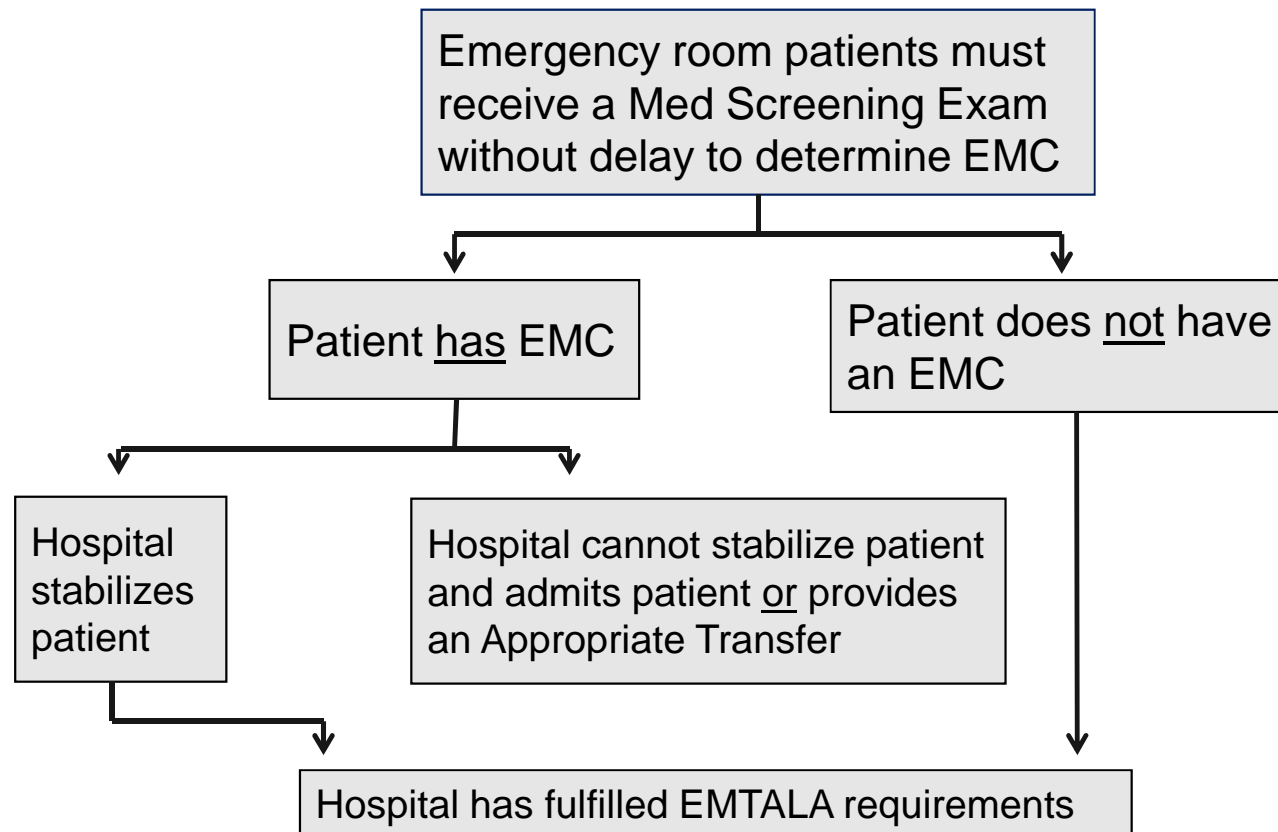 Emergency room patients must
receive a Med Screening Exam
without delay to determine EMC
Patient has EMC
Patient does not have
an EMC
Hospital
stabilizes
patient
Hospital cannot stabilize patient
and admits patient or provides
an Appropriate Transfer
Hospital has fulfilled EMTALA requirements